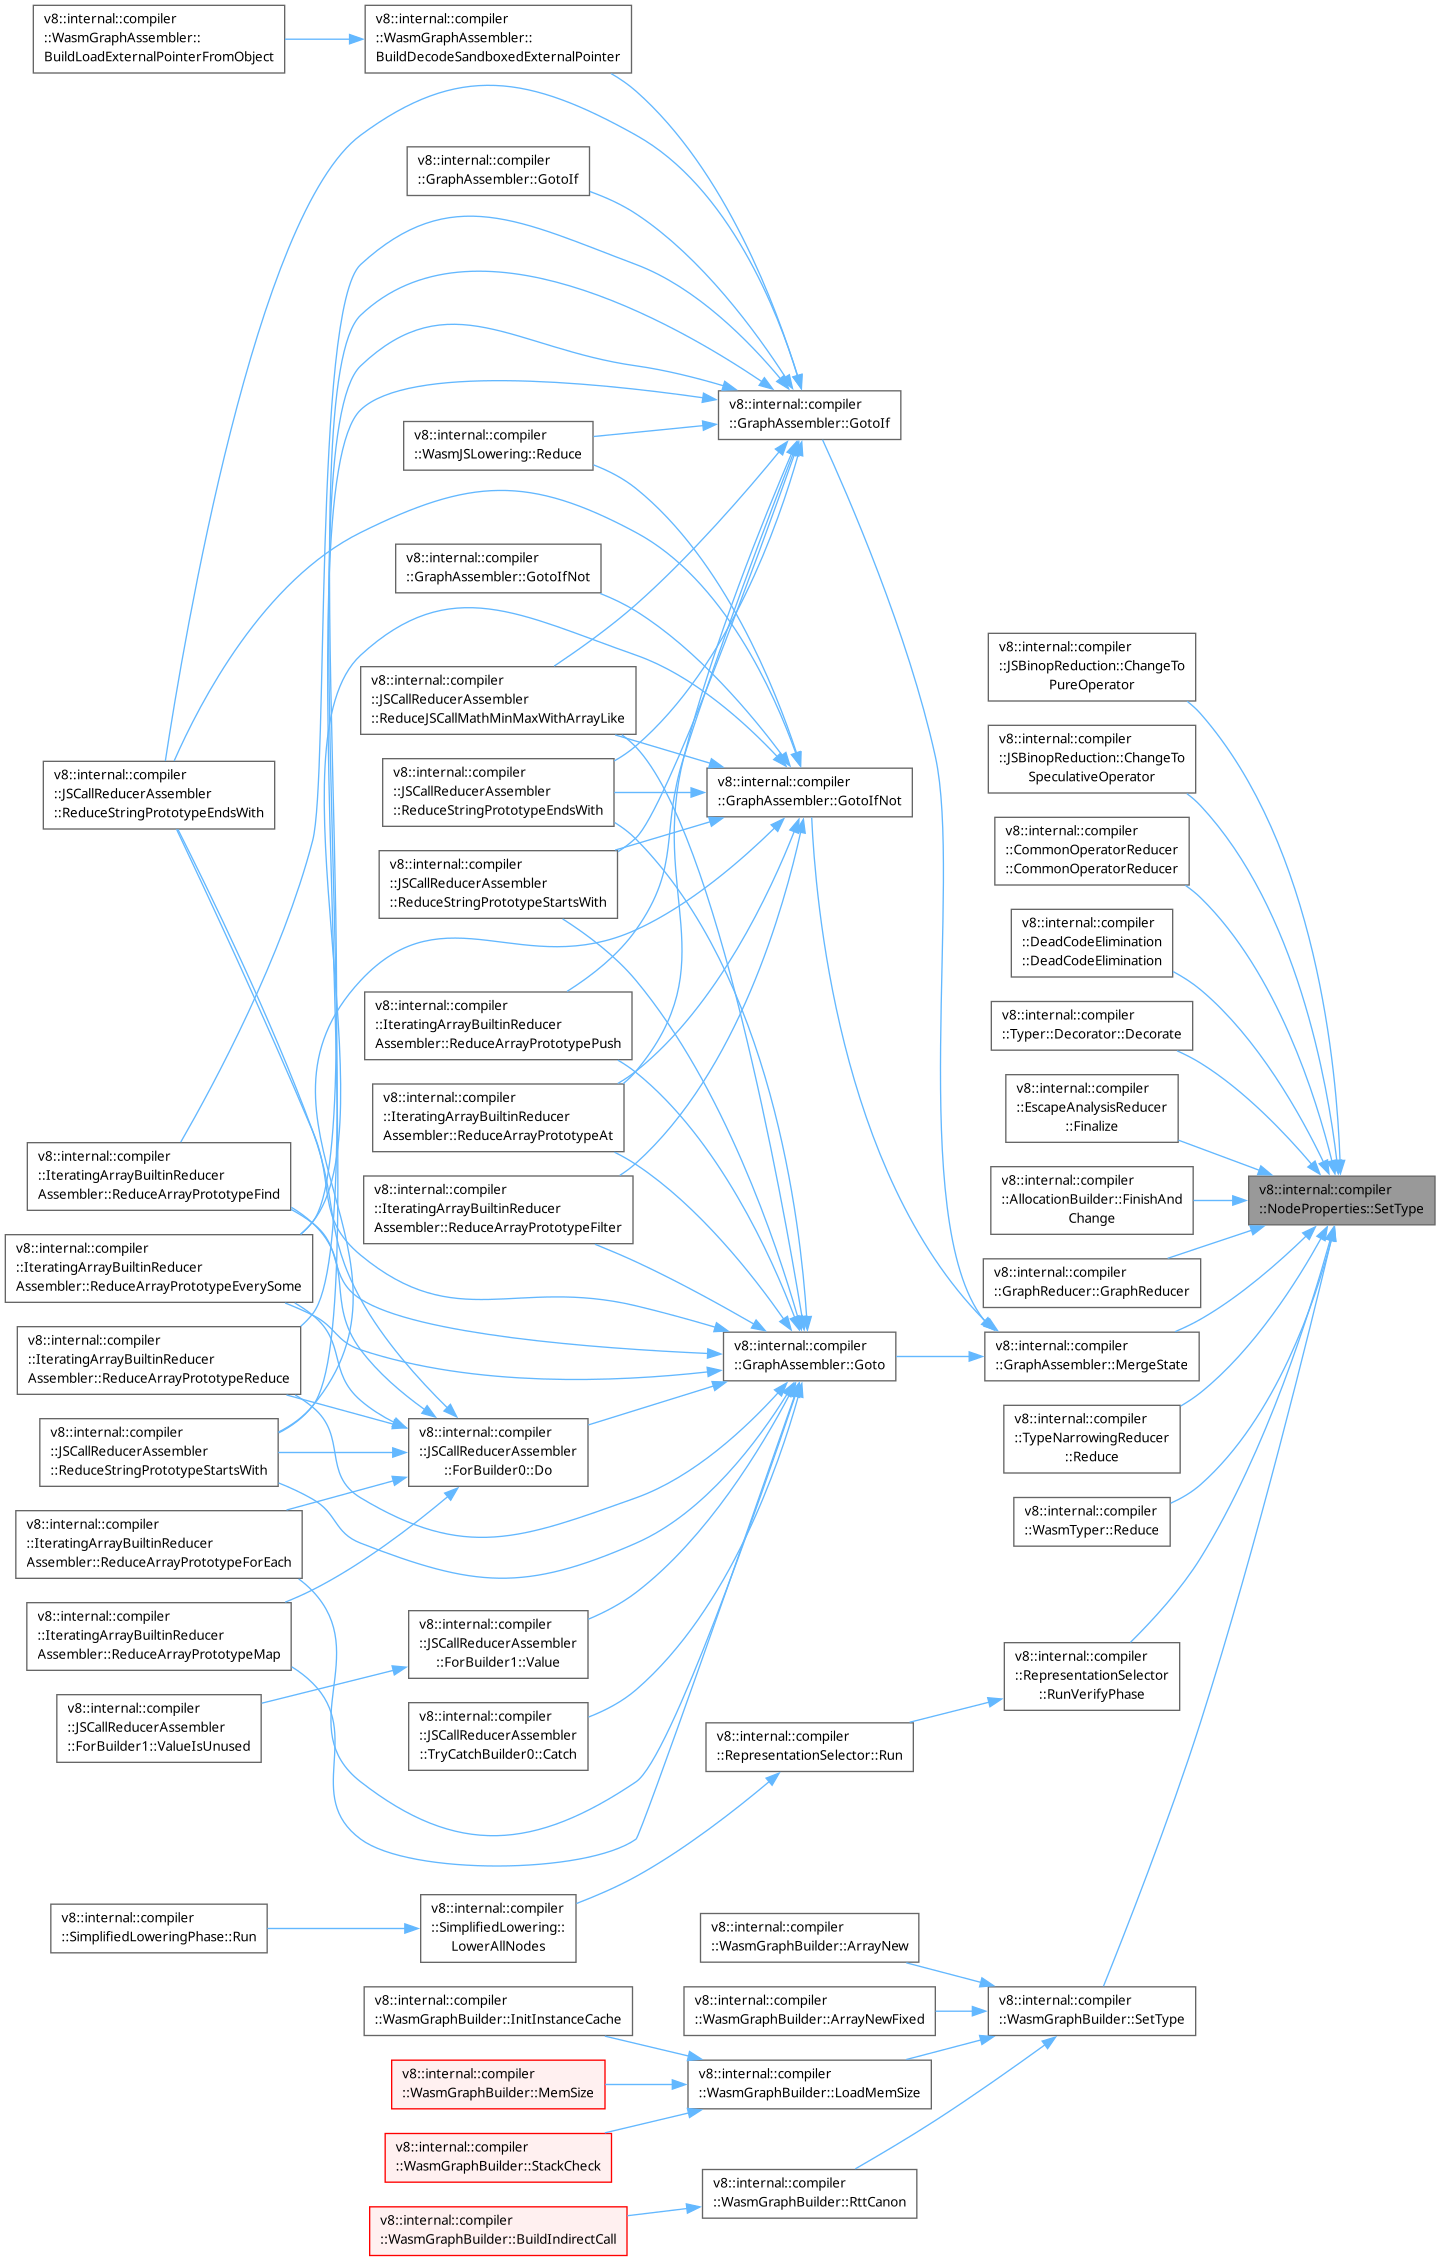 v8::internal::compiler
::WasmGraphAssembler::
BuildLoadExternalPointerFromObject
v8::internal::compiler
::WasmGraphAssembler::
BuildDecodeSandboxedExternalPointer
v8::internal::compiler
::GraphAssembler::GotoIf
v8::internal::compiler
::GraphAssembler::GotoIf
v8::internal::compiler
::WasmJSLowering::Reduce
v8::internal::compiler
::GraphAssembler::GotoIfNot
v8::internal::compiler
::JSBinopReduction::ChangeTo
PureOperator
v8::internal::compiler
::JSCallReducerAssembler
::ReduceJSCallMathMinMaxWithArrayLike
v8::internal::compiler
::JSBinopReduction::ChangeTo
SpeculativeOperator
v8::internal::compiler
::JSCallReducerAssembler
::ReduceStringPrototypeEndsWith
v8::internal::compiler
::JSCallReducerAssembler
::ReduceStringPrototypeEndsWith
v8::internal::compiler
::GraphAssembler::GotoIfNot
v8::internal::compiler
::CommonOperatorReducer
::CommonOperatorReducer
v8::internal::compiler
::JSCallReducerAssembler
::ReduceStringPrototypeStartsWith
v8::internal::compiler
::DeadCodeElimination
::DeadCodeElimination
v8::internal::compiler
::IteratingArrayBuiltinReducer
Assembler::ReduceArrayPrototypePush
v8::internal::compiler
::Typer::Decorator::Decorate
v8::internal::compiler
::IteratingArrayBuiltinReducer
Assembler::ReduceArrayPrototypeAt
v8::internal::compiler
::EscapeAnalysisReducer
::Finalize
v8::internal::compiler
::IteratingArrayBuiltinReducer
Assembler::ReduceArrayPrototypeFind
v8::internal::compiler
::IteratingArrayBuiltinReducer
Assembler::ReduceArrayPrototypeFilter
v8::internal::compiler
::AllocationBuilder::FinishAnd
Change
v8::internal::compiler
::NodeProperties::SetType
v8::internal::compiler
::IteratingArrayBuiltinReducer
Assembler::ReduceArrayPrototypeEverySome
v8::internal::compiler
::GraphReducer::GraphReducer
v8::internal::compiler
::IteratingArrayBuiltinReducer
Assembler::ReduceArrayPrototypeReduce
v8::internal::compiler
::GraphAssembler::Goto
v8::internal::compiler
::GraphAssembler::MergeState
v8::internal::compiler
::JSCallReducerAssembler
::ReduceStringPrototypeStartsWith
v8::internal::compiler
::JSCallReducerAssembler
::ForBuilder0::Do
v8::internal::compiler
::TypeNarrowingReducer
::Reduce
v8::internal::compiler
::IteratingArrayBuiltinReducer
Assembler::ReduceArrayPrototypeForEach
v8::internal::compiler
::WasmTyper::Reduce
v8::internal::compiler
::IteratingArrayBuiltinReducer
Assembler::ReduceArrayPrototypeMap
v8::internal::compiler
::JSCallReducerAssembler
::ForBuilder1::Value
v8::internal::compiler
::RepresentationSelector
::RunVerifyPhase
v8::internal::compiler
::JSCallReducerAssembler
::ForBuilder1::ValueIsUnused
v8::internal::compiler
::JSCallReducerAssembler
::TryCatchBuilder0::Catch
v8::internal::compiler
::RepresentationSelector::Run
v8::internal::compiler
::SimplifiedLoweringPhase::Run
v8::internal::compiler
::SimplifiedLowering::
LowerAllNodes
v8::internal::compiler
::WasmGraphBuilder::ArrayNew
v8::internal::compiler
::WasmGraphBuilder::InitInstanceCache
v8::internal::compiler
::WasmGraphBuilder::ArrayNewFixed
v8::internal::compiler
::WasmGraphBuilder::SetType
v8::internal::compiler
::WasmGraphBuilder::MemSize
v8::internal::compiler
::WasmGraphBuilder::LoadMemSize
v8::internal::compiler
::WasmGraphBuilder::StackCheck
v8::internal::compiler
::WasmGraphBuilder::RttCanon
v8::internal::compiler
::WasmGraphBuilder::BuildIndirectCall